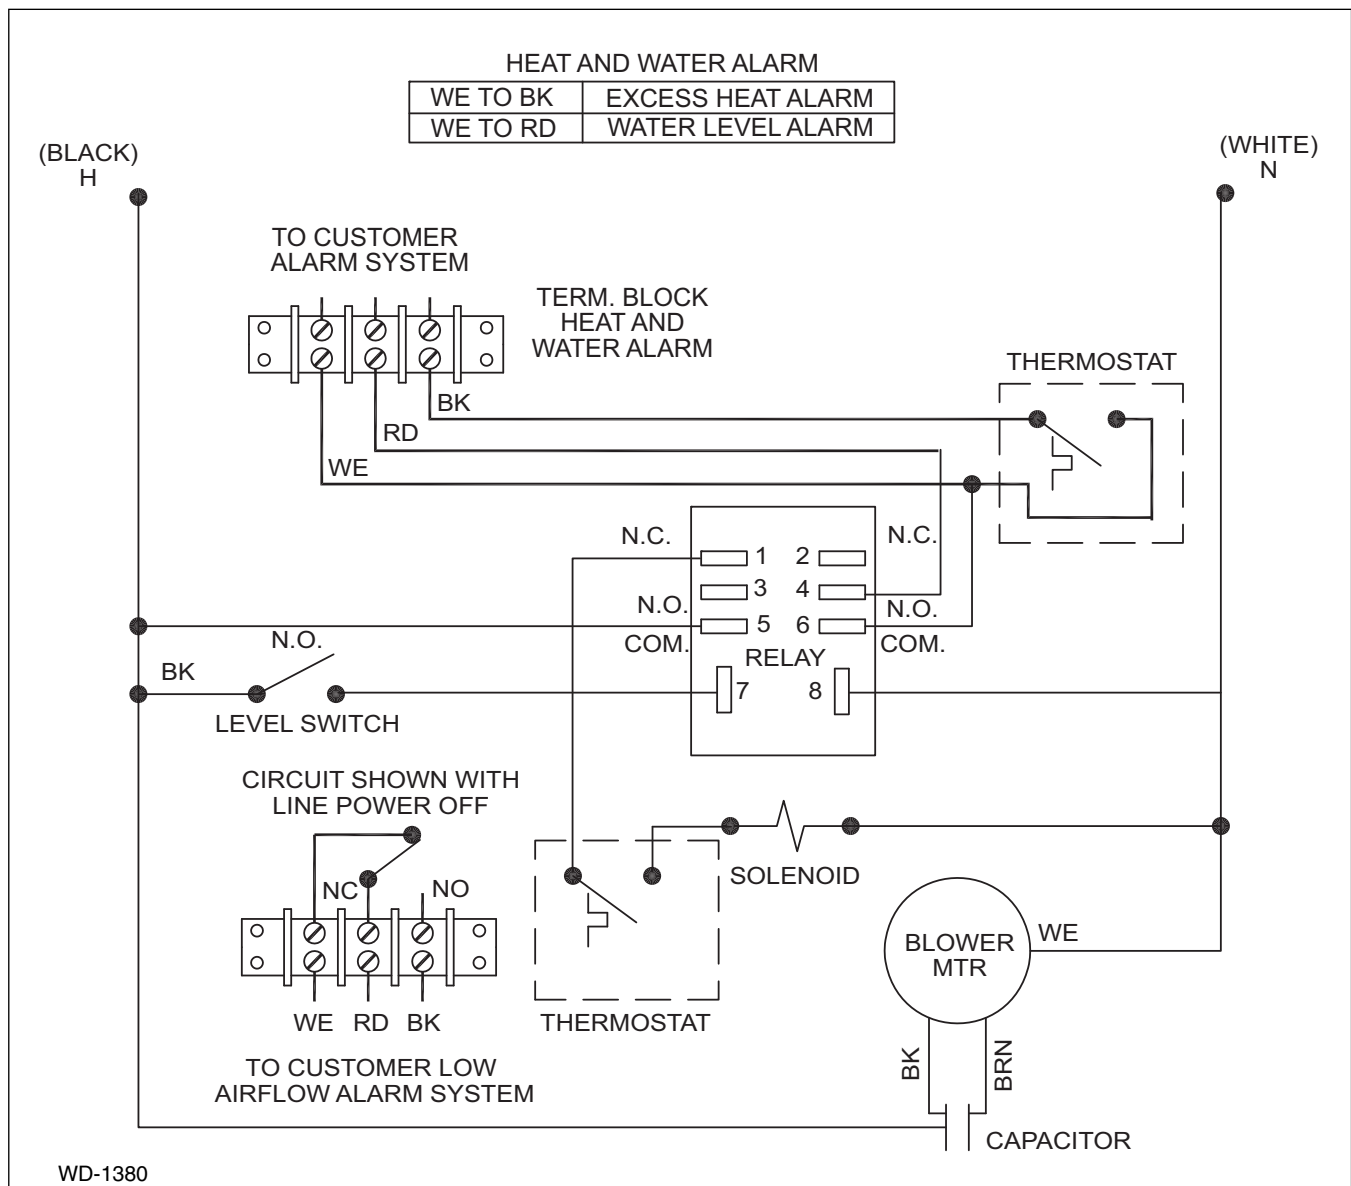 HEAT AND WATER ALARM
WE TO BK EXCESS HEAT ALARM
WE TO RD WATER LEVEL ALARM
(BLACK)
H
(WHITE)
N
TO CUSTOMER
ALARM SYSTEM
TERM. BLOCK
HEAT AND
WATER ALARM
THERMOSTAT
BK
RD
WE
N.C.
1 2
N.C.
3 4
N.O.
N.O.
5 6
COM.
COM.
RELAY
7 8
N.O.
BK
LEVEL SWITCH
CIRCUIT SHOWN WITH
LINE POWER OFF
NC
NO
WE RD BK
TO CUSTOMER LOW
AIRFLOW ALARM SYSTEM
THERMOSTAT
SOLENOID
BLOWER
MTR
WE
BK
BRN
CAPACITOR
WD-1380